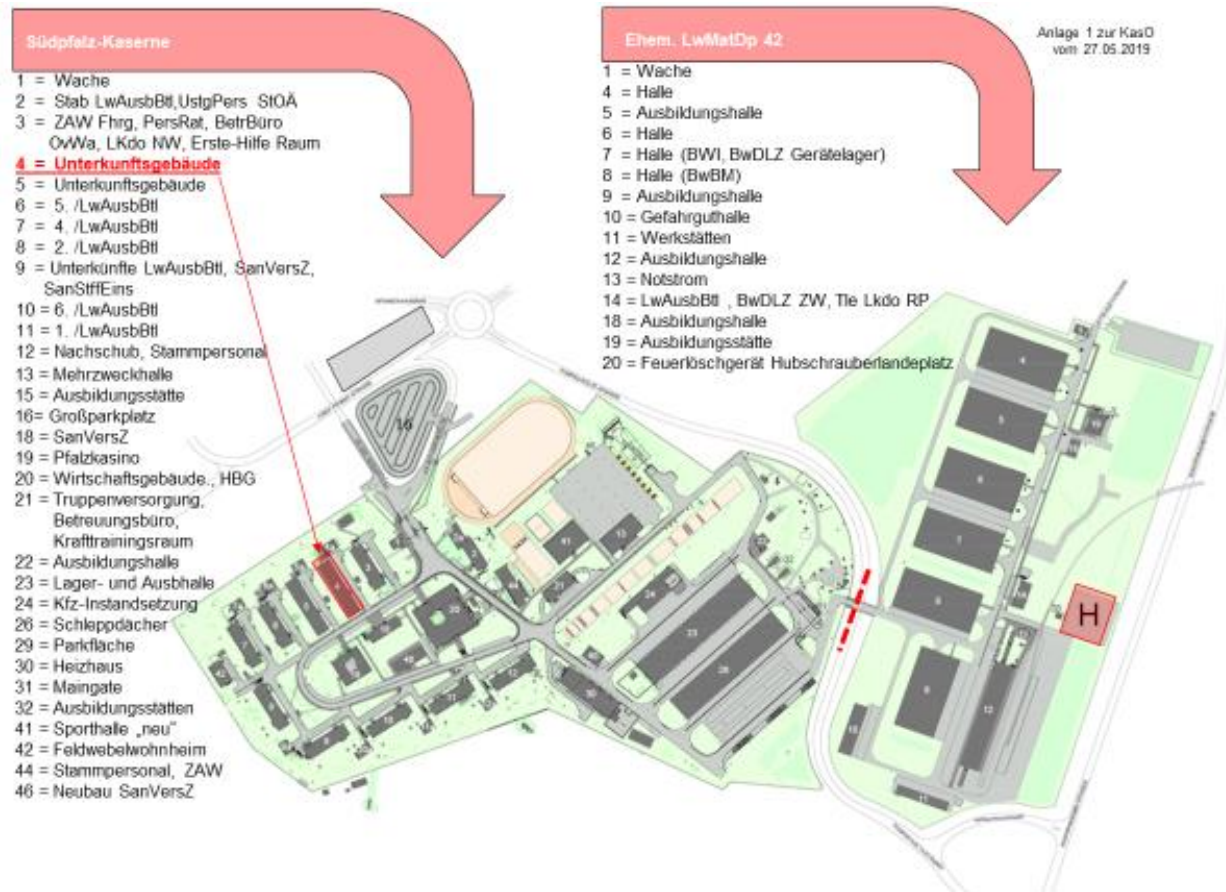 Südpfalz-Kaserne
1 = Wache
2 = Stab LwAusbBtl,UstgPers StOÄ
3 = ZAW Fhrg, PersRat, BetrBüro
OvWa, LKdo NW, Erste-Hilfe Raum
4 = Unterkunftsgebäude
5 = Unterkunftsgebäude
6 = 5. /LwAusbBtl
7 = 4. /LwAusbBtl
8 = 2. /LwAusbBtl
9 = Unterkünfte LwAusbBtl, SanVersZ,
SanStffEins
10 = 6. /LwAusbBtl
11 = 1. /LwAusbBtl
12 = Nachschub, Stammpersonal
13 = Mehrzweckhalle
15 = Ausbildungsstätte
16= Großparkplatz
18 = SanVersZ
19 = Pfalzkasino
20 = Wirtschaftsgebäude., HBG
21 = Truppenversorgung,
Betreuungsbüro,
Krafttrainingsraum
22 = Ausbildungshalle
23 = Lager- und Ausbhalle
24 = Kfz-Instandsetzung
26 = Schleppdächer
29 = Parkfläche
30 = Heizhaus
31 = Maingate
32 = Ausbildungsstätten
41 = Sporthalle „neu“
42 = Feldwebelwohnheim
44 = Stammpersonal, ZAW
46 = Neubau SanVersZ
Ehem. LwMatDp 42
1 = Wache
4 = Halle
5 = Ausbildungshalle
6 = Halle
7 = Halle (BWI, BwDLZ Gerätelager)
8 = Halle (BwBM)
9 = Ausbildungshalle
10 = Gefahrguthalle
11 = Werkstätten
12 = Ausbildungshalle
13 = Notstrom
14 = LwAusbBtl , BwDLZ ZW, Tle Lkdo RP
18 = Ausbildungshalle
19 = Ausbildungsstätte
20 = Feuerlöschgerät Hubschrauberlandeplatz
Anlage 1 zur KasO
vom 27.05.2019
16
H